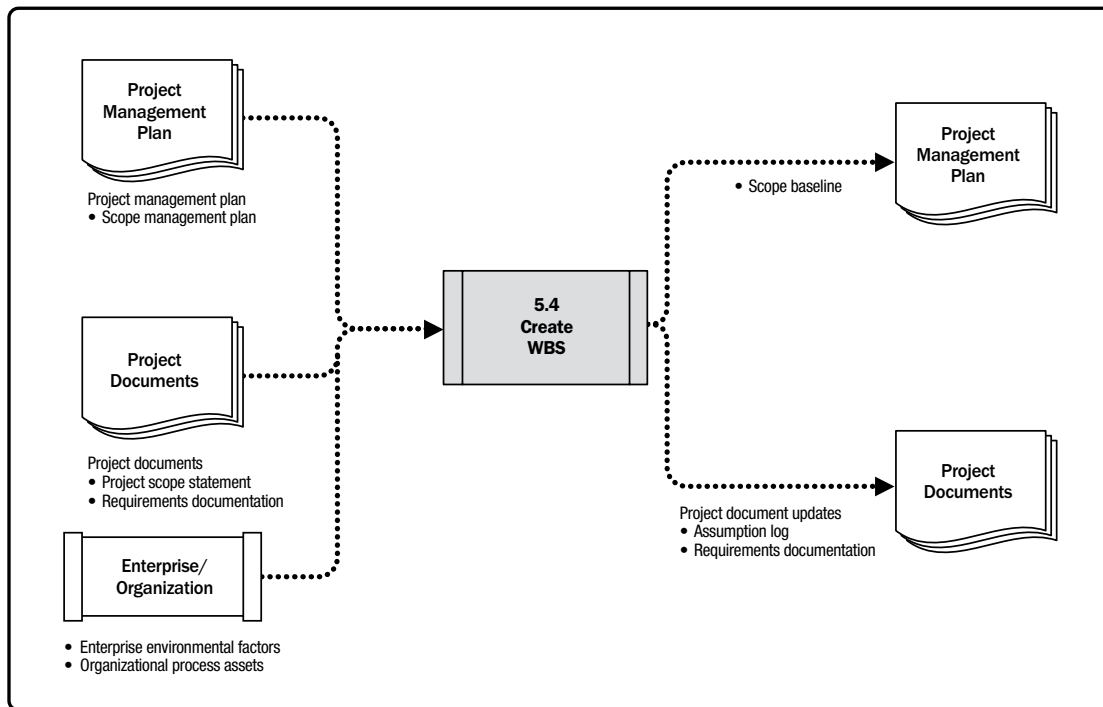 Project
Management
Plan
Project management plan
• Scope management plan
Project
Documents
Project documents
• Project scope statement
• Requirements documentation
Enterprise/
Organization
• Enterprise environmental factors
• Organizational process assets
5.4
Create
WBS
• Scope baseline
Project
Management
Plan
Project document updates
• Assumption log
• Requirements documentation
Project
Documents